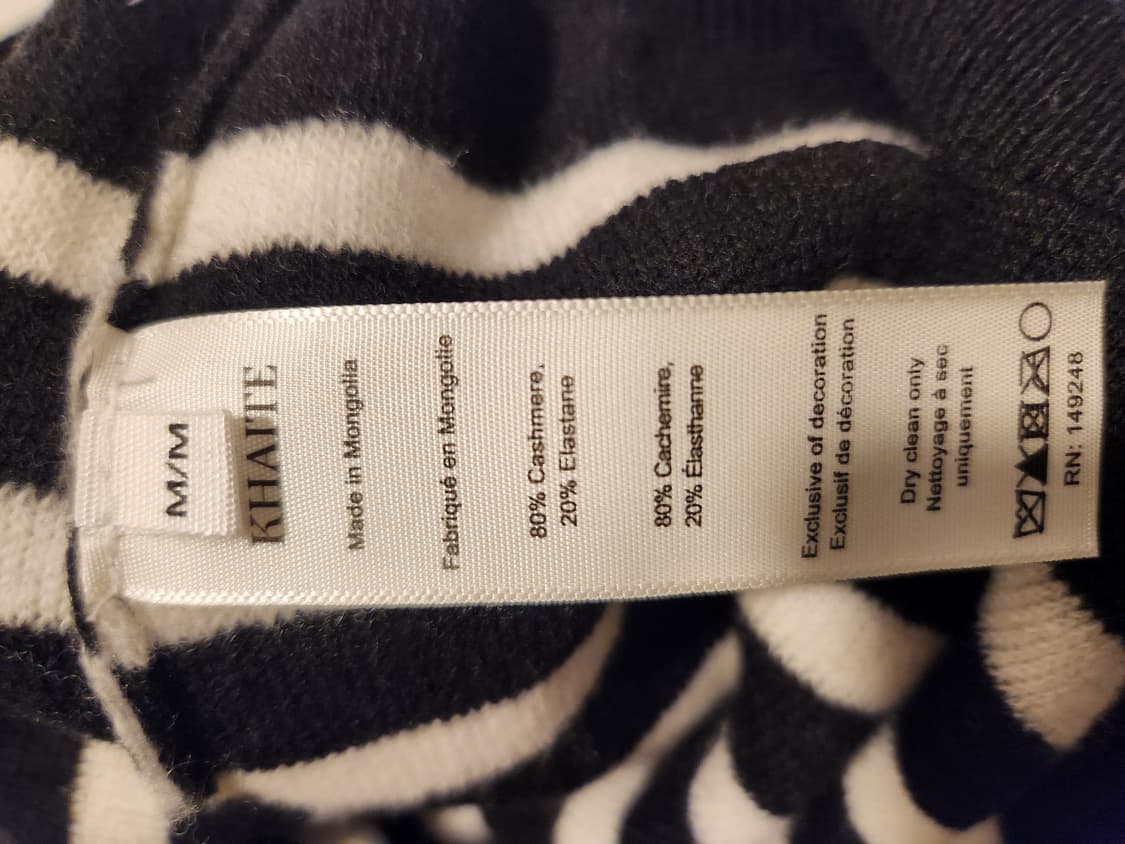 M/M
KHAITE
Made in Mongolia
Fabriqué en Mongolie
80% Cashmere,
20% Elastane
80% Cachemire,
20% Élasthanne
Exclusive of decoration
Exclusif de décoration
Dry clean only
Nettoyage à sec
uniquement
RN: 149248